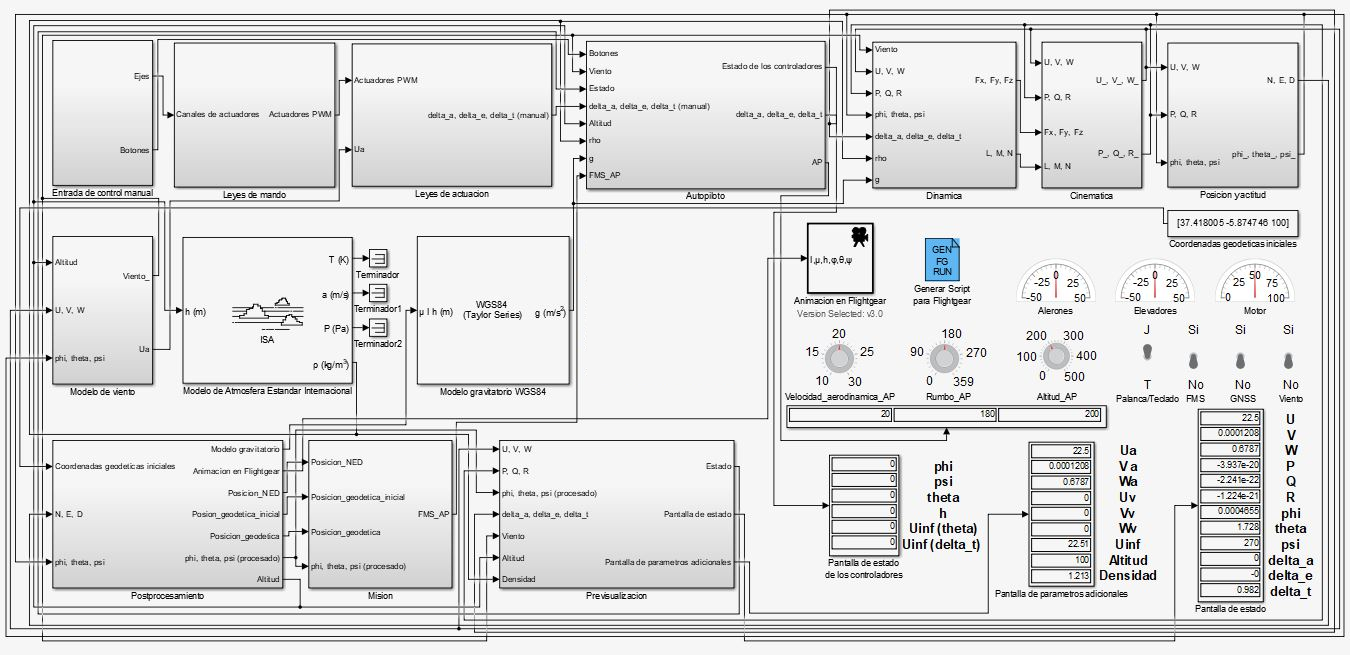 Ejes
Botones
Entrada de control manual
Canales de actuadores
Actuadores PWM
Leyes de mando
Actuadores PWM
Ua
delta_a, delta_e, delta_t (manual)
Leyes de actuacion
Botones
Viento
Estado
delta_a, delta_e, delta_t (manual)
Altitud
rho
g
FMS_AP
Estado de los controladores
delta_a, delta_e, delta_t
AP
Autopiloto
Viento
U, V, W
P, Q, R
phi, theta, psi
delta_a, delta_e, delta_t
rho
g
Fx, Fy, Fz
L, M, N
Dinamica
U, V, W
P, Q, R
Fx, Fy, Fz
L, M, N
U_, V_, W_
P_, Q_, R_
Cinematica
U, V, W
P, Q, R
phi, theta, psi
N, E, D
phi_, theta_, psi_
Posicion y actitud
[37.418005 -5.874746 100]
Coordenadas geodeticas iniciales
Altitud
U, V, W
phi, theta, psi
Viento_
Ua
Modelo de viento
h (m)
ISA
T (K)
a (m/s)
P (Pa)
ρ (kg/m³)
Modelo de Atmosfera Estandar Internacional
Terminador
Terminador1
Terminador2
μ l h (m)
WGS84
(Taylor Series)
g (m/s²)
Modelo gravitatorio WGS84
l,μ,h,φ,θ,ψ
Animacion en Flightgear
Version Selected: v3.0
GEN
FG
RUN
Generar Script
para Flightgear
-50 -25 0 25 50
Alerones
-50 -25 0 25 50
Elevadores
0 25 50 75 100
Motor
10 15 20 25 30
Velocidad_aerodinamica_AP
0 90 180 270 359
Rumbo_AP
0 100 200 300 400 500
Altitud_AP
J
T
Palanca/Teclado
Si
No
FMS
Si
No
GNSS
Si
No
Viento
20 180 200
Coordenadas geodeticas iniciales
N, E, D
phi, theta, psi
Modelo gravitatorio
Animacion en Flightgear
Posicion_NED
Posion_geodetica_inicial
Posicion_geodetica
phi, theta, psi (procesado)
Altitud
Postprocesamiento
Posicion_NED
Posicion_geodetica_inicial
Posicion_geodetica
phi, theta, psi (procesado)
FMS_AP
Mision
U, V, W
P, Q, R
phi, theta, psi (procesado)
delta_a, delta_e, delta_t
Viento
Altitud
Densidad
Estado
Pantalla de estado
Pantalla de parametros adicionales
Previsualizacion
0 phi
0 psi
0 theta
0 h
0 Uinf (theta)
0 Uinf (delta_t)
Pantalla de estado
de los controladores
22.5 Ua
0.0001208 Va
0.6787 Wa
0 Uv
0 Vv
0 Wv
22.51 Uinf
100 Altitud
1.213 Densidad
Pantalla de parametros adicionales
22.5 U
0.0001208 V
0.6787 W
-3.937e-20 P
-2.241e-22 Q
-1.224e-21 R
0.0004655 phi
1.728 theta
270 psi
0 delta_a
-0 delta_e
0.982 delta_t
Pantalla de estado